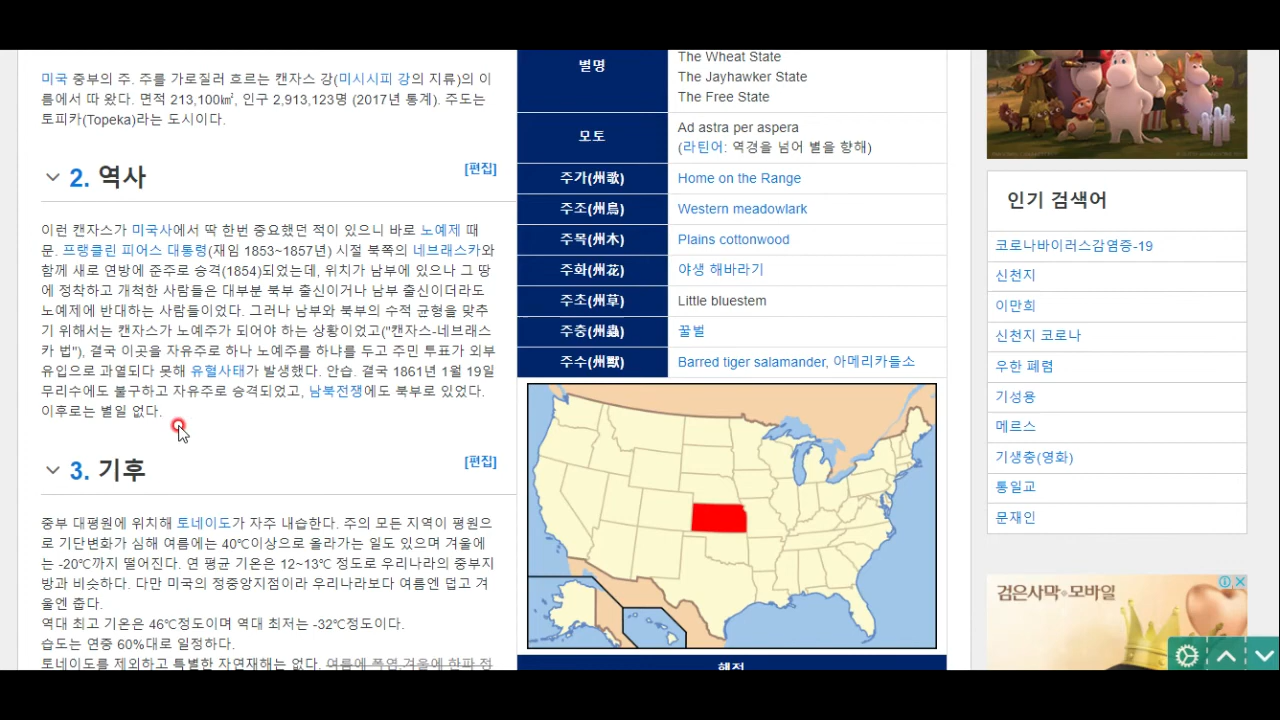 미국 중부의 주. 주를 가로질러 흐르는 캔자스 강(미시시피 강의 지류)의 이
름에서 따 왔다. 면적 213,100㎢, 인구 2,913,123명 (2017년 통계). 주도는
토피카(Topeka)라는 도시이다.
2. 역사
[편집]
이런 캔자스가 미국사에서 딱 한번 중요했던 적이 있으니 바로 노예제 때
문. 프랭클린 피어스 대통령(재임 1853~1857년) 시절 북쪽의 네브래스카와
함께 새로 연방에 준주로 승격(1854)되었는데, 위치가 남부에 있으나 그 땅
에 정착하고 개척한 사람들은 대부분 북부 출신이거나 남부 출신이더라도
노예제에 반대하는 사람들이었다. 그러나 남부와 북부의 수적 균형을 맞추
기 위해서는 캔자스가 노예주가 되어야 하는 상황이었고("캔자스-네브래스
카 법"), 결국 이곳을 자유주로 하나 노예주를 하냐를 두고 주민 투표가 외부
유입으로 과열되다 못해 유혈사태가 발생했다. 안습. 결국 1861년 1월 19일
무리수에도 불구하고 자유주로 승격되었고, 남북전쟁에도 북부로 있었다.
이후로는 별일 없다.
3. 기후
[편집]
중부 대평원에 위치해 토네이도가 자주 내습한다. 주의 모든 지역이 평원으
로 기단변화가 심해 여름에는 40℃이상으로 올라가는 일도 있으며 겨울에
는 -20℃까지 떨어진다. 연 평균 기온은 12~13℃ 정도로 우리나라의 중부지
방과 비슷하다. 다만 미국의 정중앙지점이라 우리나라보다 여름엔 덥고 겨
울엔 춥다.
역대 최고 기온은 46℃정도이며 역대 최저는 -32℃정도이다.
습도는 연중 60%대로 일정하다.
토네이도를 제외하고 특별한 자연재해는 없다. 여름에 폭염,겨울에 한파 정
별명
The Wheat State
The Jayhawker State
The Free State
모토
Ad astra per aspera
(라틴어: 역경을 넘어 별을 향해)
주가(州歌) Home on the Range
주조(州鳥) Western meadowlark
주목(州木) Plains cottonwood
주화(州花) 야생 해바라기
주초(州草) Little bluestem
주충(州蟲) 꿀벌
주수(州獸) Barred tiger salamander, 아메리카들소
행정
인기 검색어
코로나바이러스감염증-19
신천지
이만희
신천지 코로나
우한 폐렴
기성용
메르스
기생충(영화)
통일교
문재인
검은사막 모바일